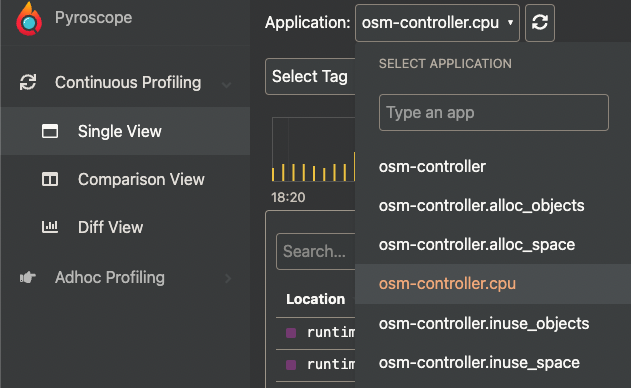 Pyroscope
Continuous Profiling
Single View
Comparison View
Diff View
Adhoc Profiling
Application: osm-controller.cpu
Select Tag
18:20
Search...
Location
runtim
runtim
SELECT APPLICATION
Type an app
osm-controller
osm-controller.alloc_objects
osm-controller.alloc_space
osm-controller.cpu
osm-controller.inuse_objects
osm-controller.inuse_space